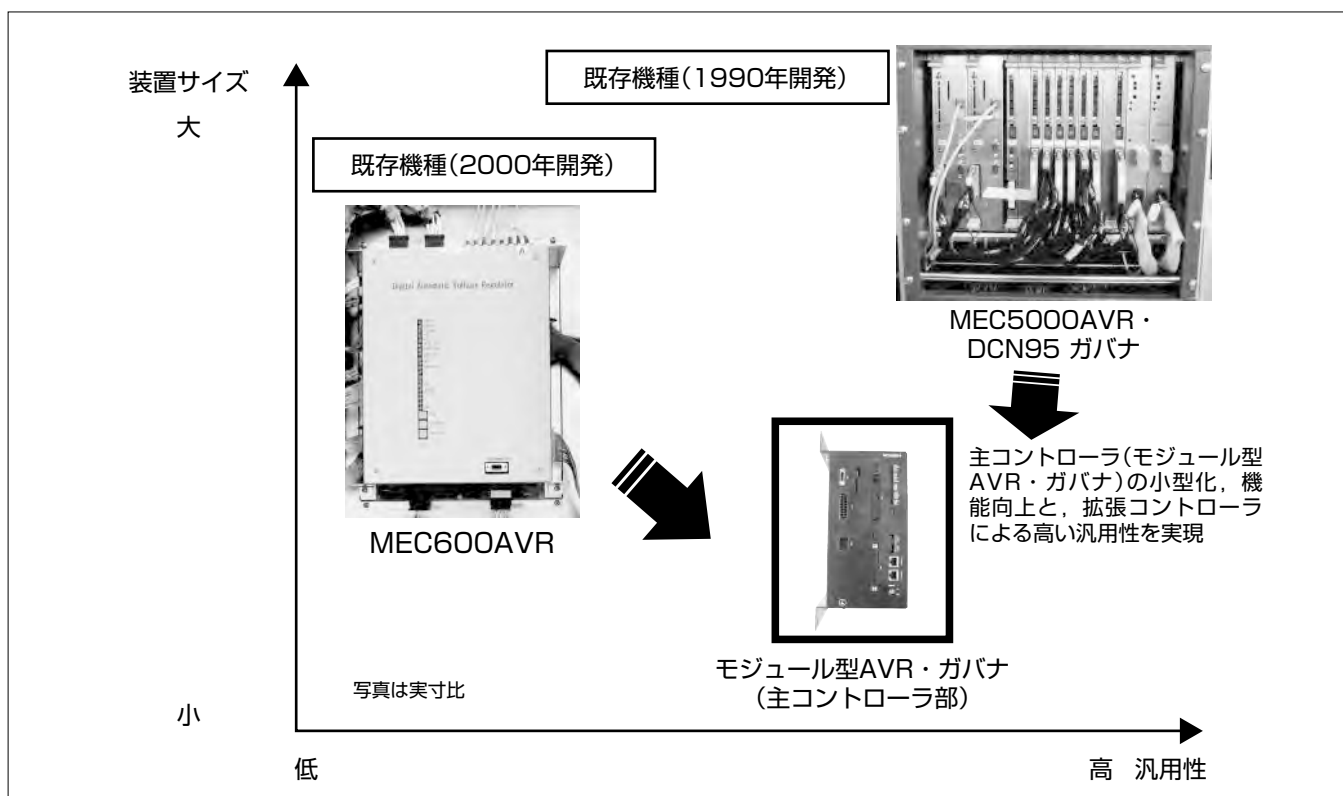 装置サイズ
大
既存機種(1990年開発)
既存機種(2000年開発)
Digital Automatic Voltage Regulator
MEC5000AVR・
DCN95 ガバナ
MEC600AVR
主コントローラ(モジュール型
AVR・ガバナ)の小型化，機
能向上と，拡張コントローラ
による高い汎用性を実現
モジュール型AVR・ガバナ
(主コントローラ部)
写真は実寸比
小
低
高 汎用性